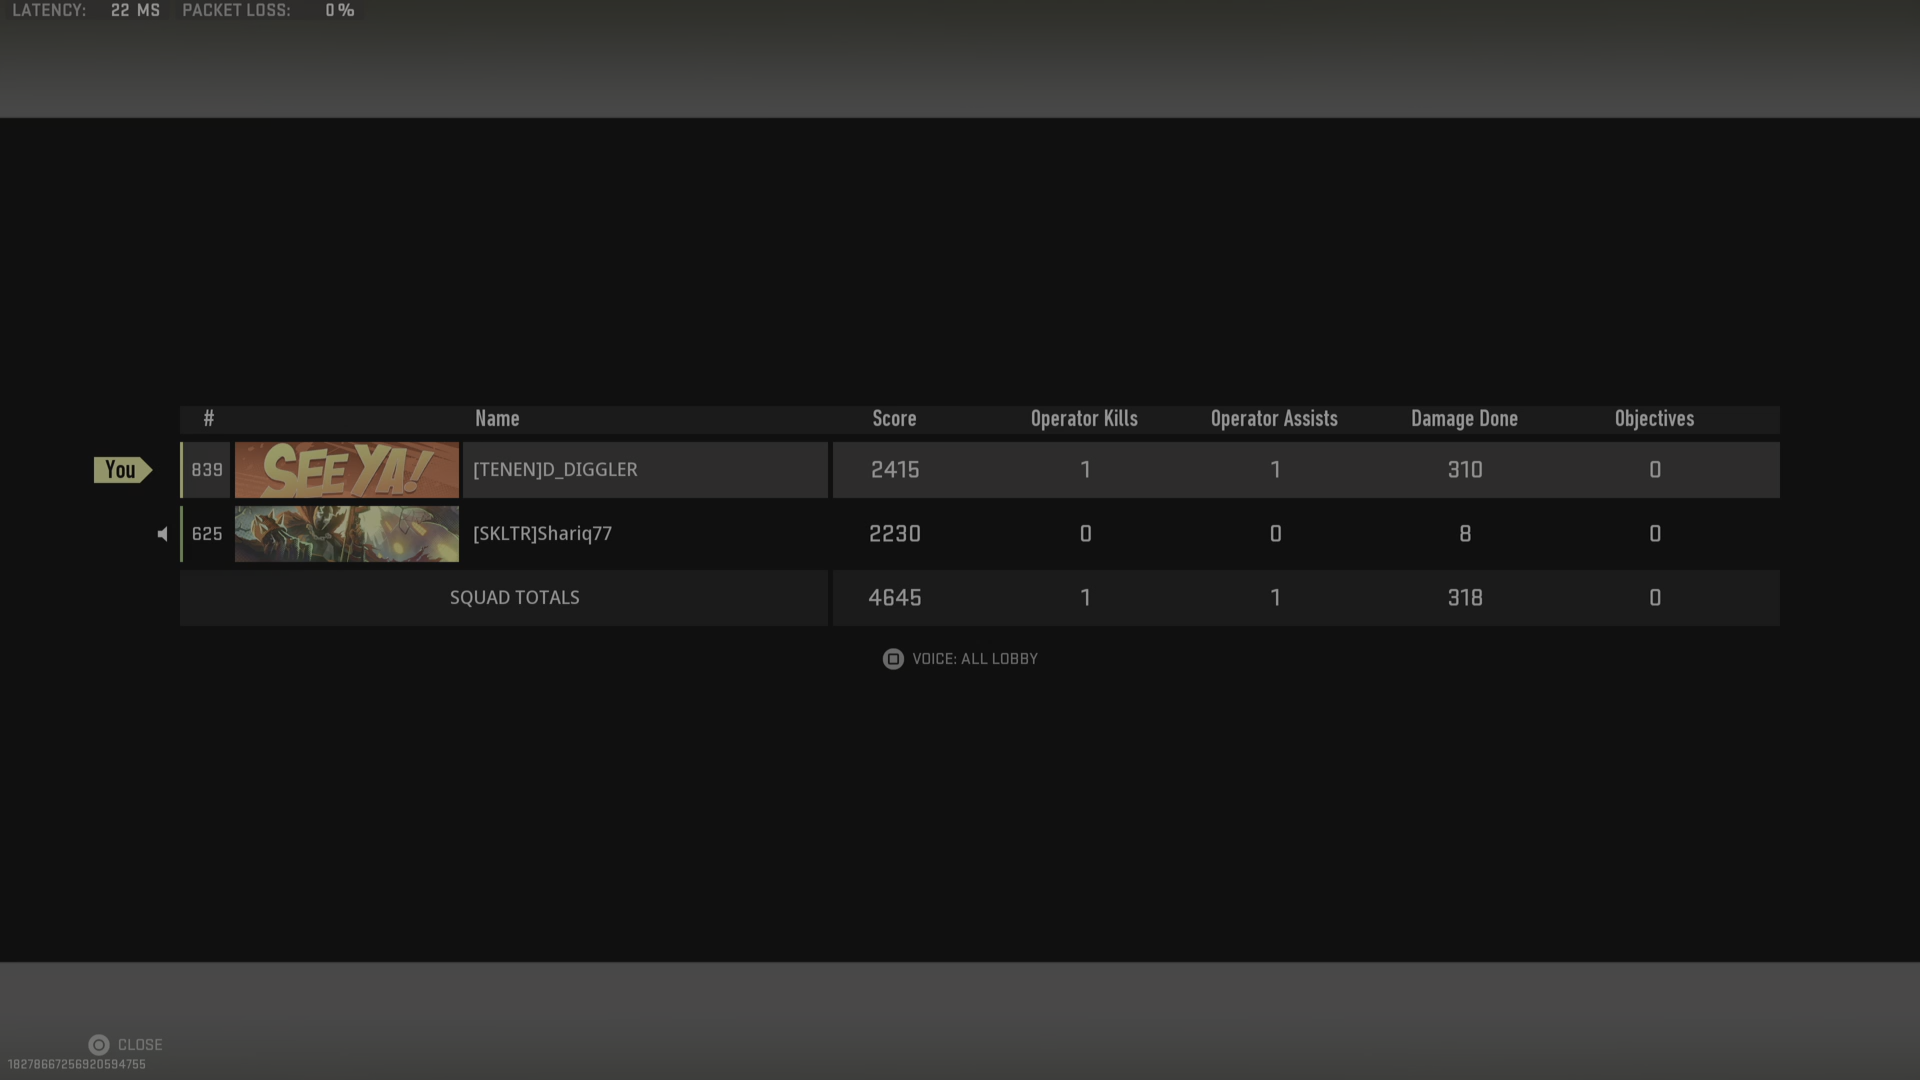 LATENCY: 22 MS PACKET LOSS: 0 %
# Name Score Operator Kills Operator Assists Damage Done Objectives
You 839 SEE YA! [TENEN]D_DIGGLER 2415 1 1 310 0
625 [SKLTR]Shariq77 2230 0 0 8 0
SQUAD TOTALS 4645 1 1 318 0
VOICE: ALL LOBBY
CLOSE
18278667256920594755